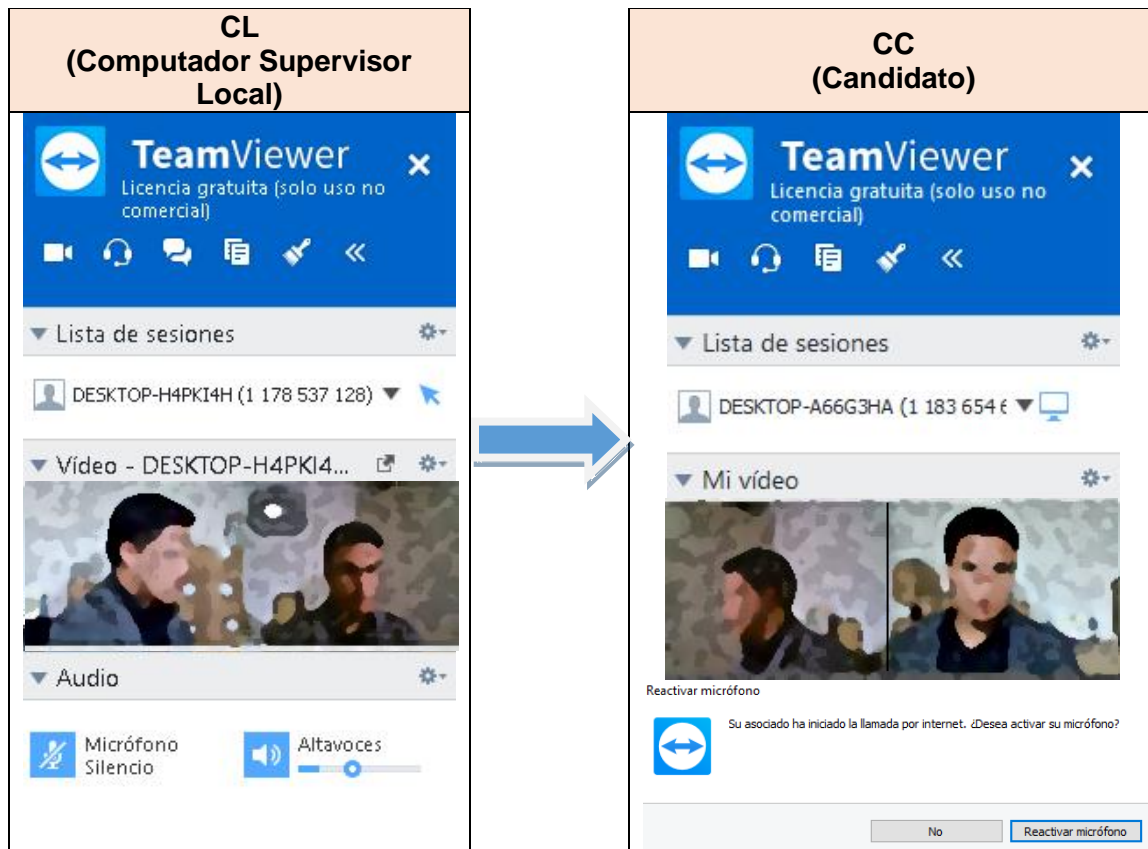 CL
(Computador Supervisor
Local)
TeamViewer
Licencia gratuita (solo uso no
comercial)
Lista de sesiones
DESKTOP-H4PKI4H (1 178 537 128)
Vídeo - DESKTOP-H4PKI4...
Audio
Micrófono
Silencio
Altavoces
CC
(Candidato)
TeamViewer
Licencia gratuita (solo uso no
comercial)
Lista de sesiones
DESKTOP-A66G3HA (1 183 654 6
Mi vídeo
Reactivar micrófono
Su asociado ha iniciado la llamada por internet. ¿Desea activar su micrófono?
No
Reactivar micrófono